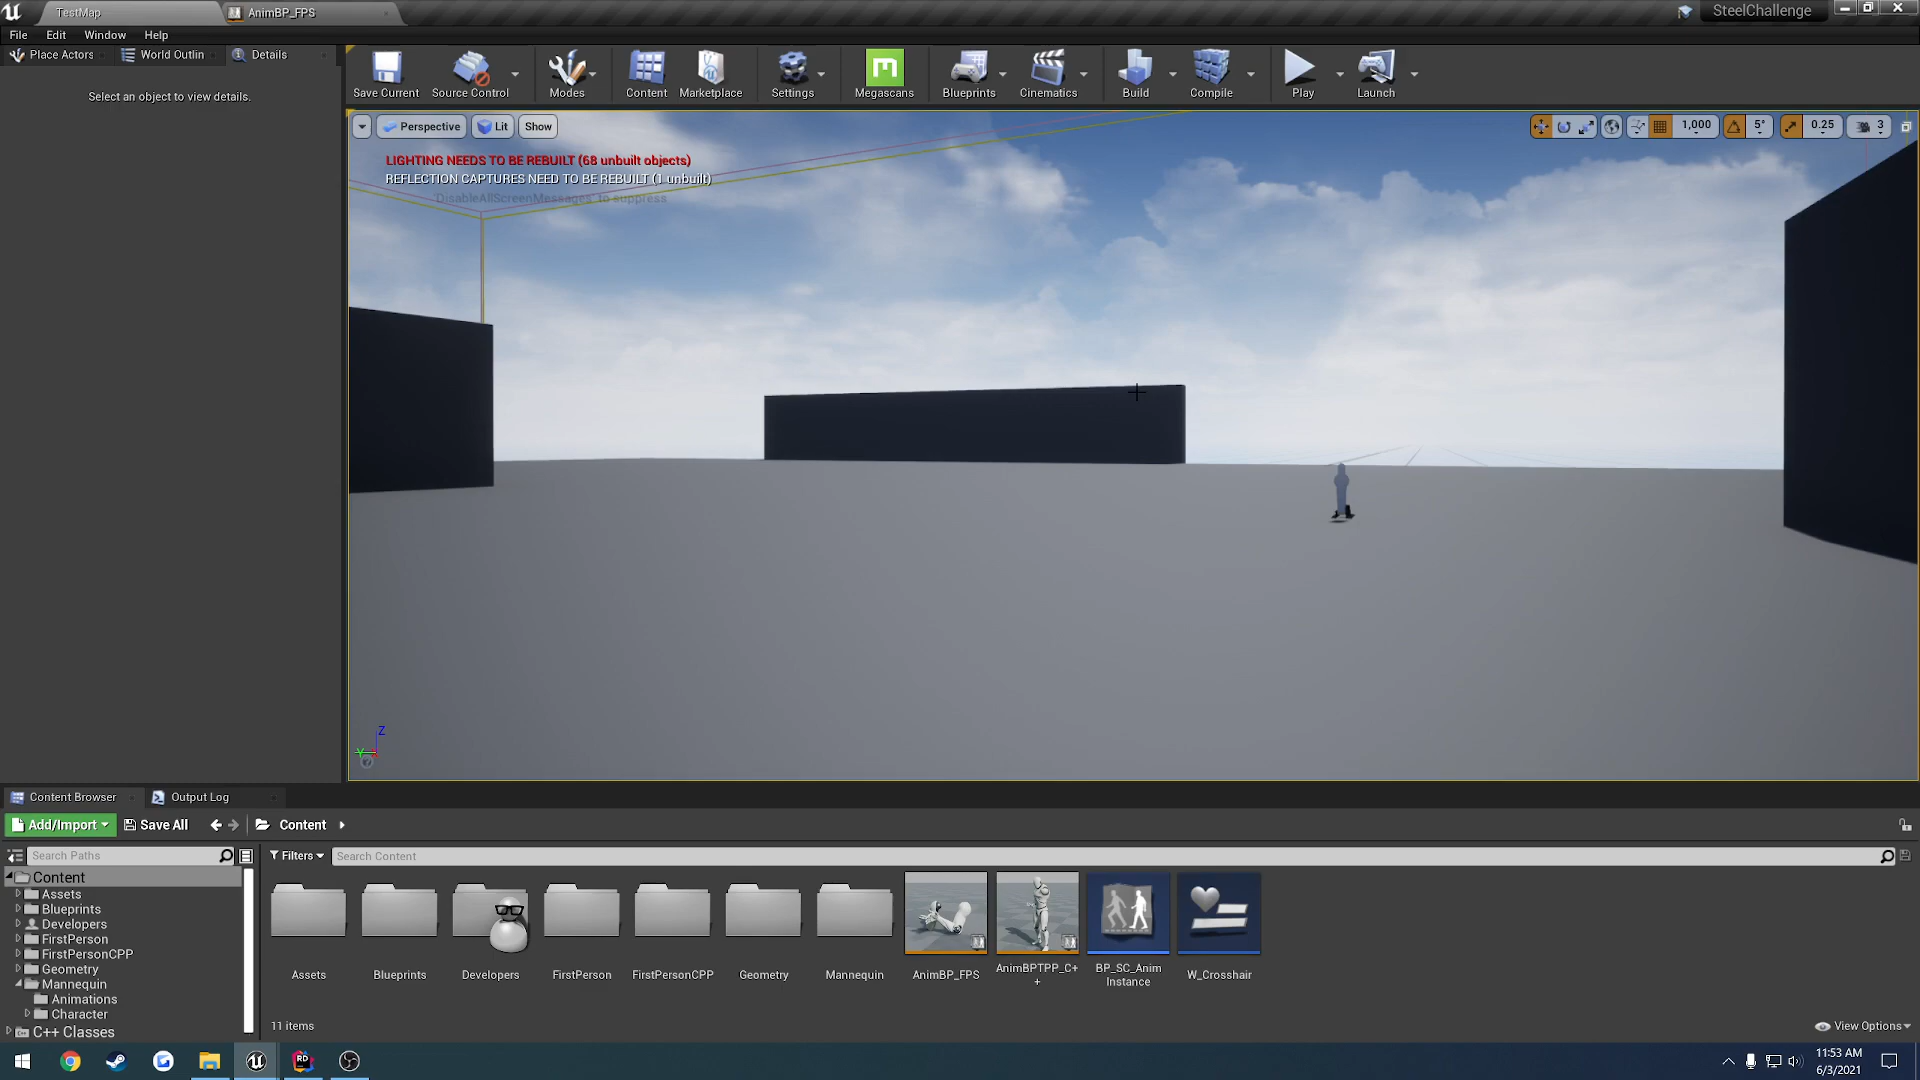 TestMap
AnimBP_FPS
SteelChallenge
File
Edit
Window
Help
Place Actors
World Outlin
Details
Select an object to view details.
Save Current
Source Control
Modes
Content
Marketplace
Settings
Megascans
Blueprints
Cinematics
Build
Compile
Play
Launch
Perspective
Lit
Show
1,000
5°
0.25
3
LIGHTING NEEDS TO BE REBUILT (68 unbuilt objects)
REFLECTION CAPTURES NEED TO BE REBUILT (1 unbuilt)
'DisableAllScreenMessages' to suppress
Z
Y
Content Browser
Output Log
Add/Import
Save All
Content
Search Paths
Filters
Search Content
Content
Assets
Blueprints
Developers
FirstPerson
FirstPersonCPP
Geometry
Mannequin
Animations
Character
C++ Classes
Assets
Blueprints
Developers
FirstPerson
FirstPersonCPP
Geometry
Mannequin
AnimBP_FPS
AnimBPTPP_C+
+
BP_SC_Anim
Instance
W_Crosshair
11 items
View Options
RD
11:53 AM
6/3/2021